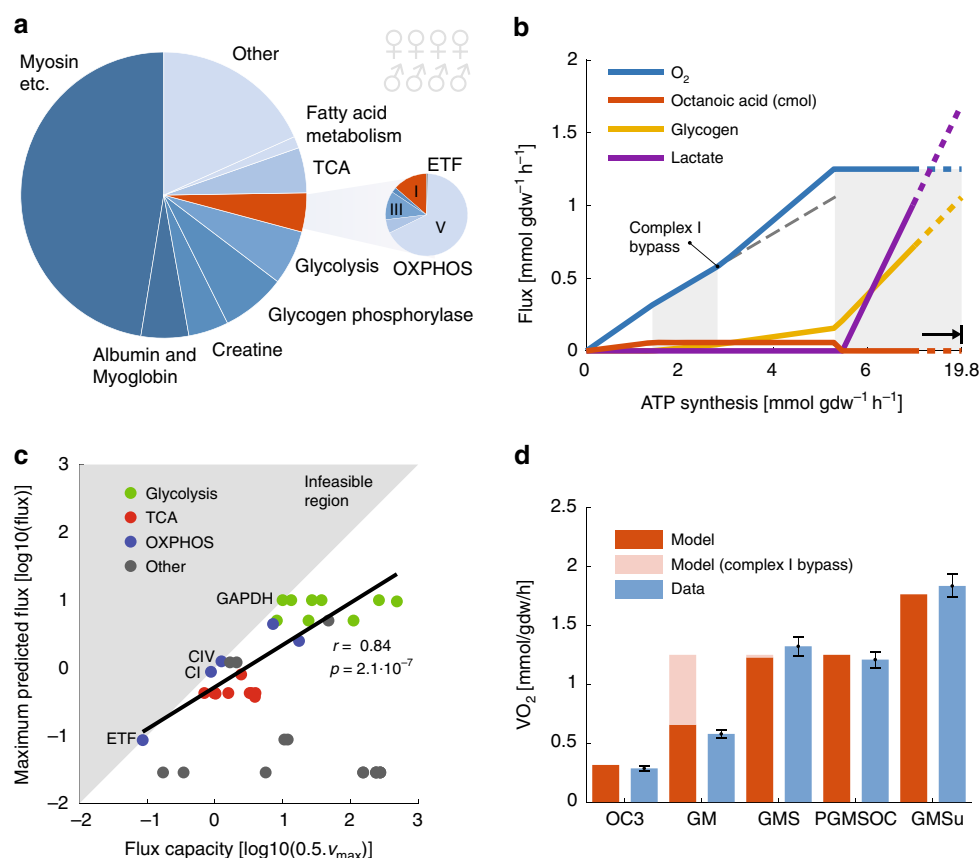 a
Myosin
etc.
Other
Fatty acid
metabolism
TCA
ETF
I
III
V
OXPHOS
Glycolysis
Glycogen phosphorylase
Creatine
Albumin and
Myoglobin
b
2
1.5
1
0.5
0
Flux [mmol gdw⁻¹ h⁻¹]
O₂
Octanoic acid (cmol)
Glycogen
Lactate
Complex I
bypass
0
2
4
6
19.8
ATP synthesis [mmol gdw⁻¹ h⁻¹]
c
3
2
1
0
−1
−2
Maximum predicted flux [log10(flux)]
Infeasible
region
Glycolysis
TCA
OXPHOS
Other
GAPDH
CIV
CI
ETF
r = 0.84
p = 2.1·10⁻⁷
−2
−1
0
1
2
3
Flux capacity [log10(0.5.vmax)]
d
2.5
2
1.5
1
0.5
0
VO₂ [mmol/gdw/h]
Model
Model (complex I bypass)
Data
OC3
GM
GMS
PGMSOC
GMSu